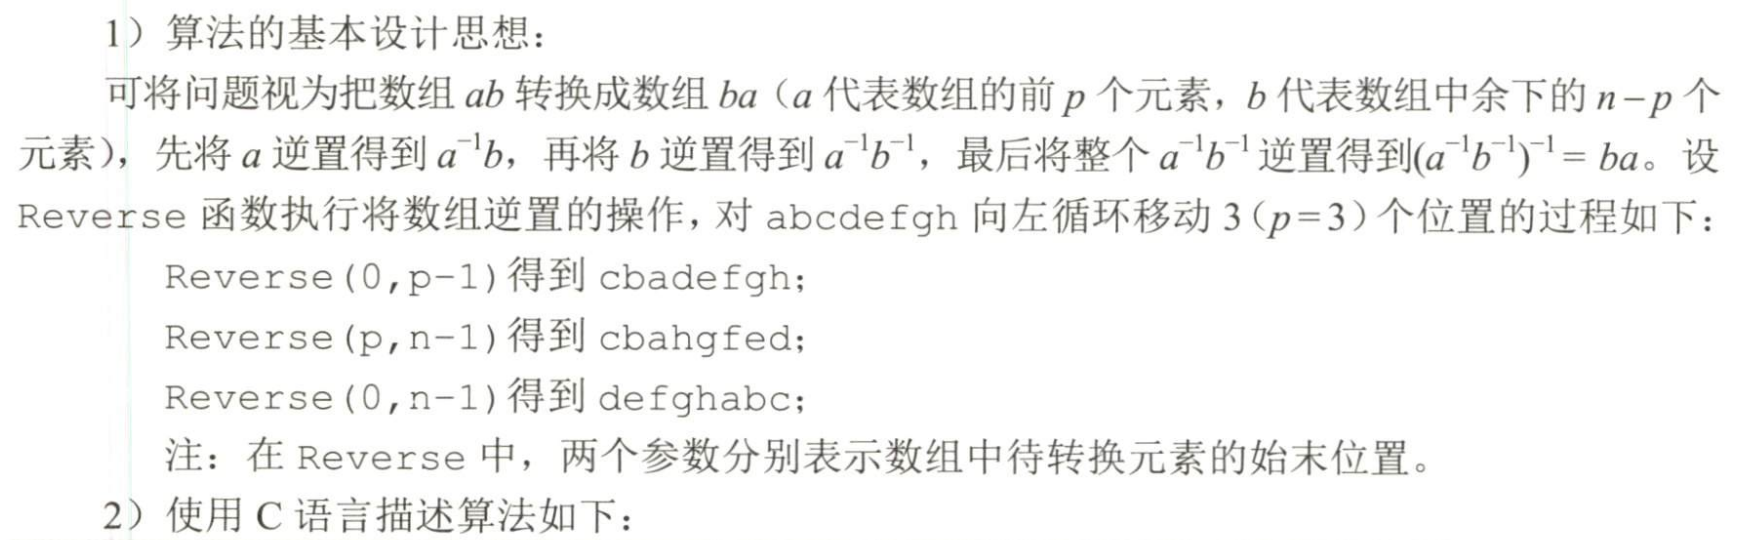 1）算法的基本设计思想：
可将问题视为把数组 ab 转换成数组 ba（a 代表数组的前 p 个元素，b 代表数组中余下的 n－p 个
元素），先将 a 逆置得到 a⁻¹b，再将 b 逆置得到 a⁻¹b⁻¹，最后将整个 a⁻¹b⁻¹ 逆置得到(a⁻¹b⁻¹)⁻¹= ba。设
Reverse 函数执行将数组逆置的操作，对 abcdefgh 向左循环移动 3（p=3）个位置的过程如下：
Reverse(0,p-1)得到 cbadefgh；
Reverse(p,n-1)得到 cbahgfed；
Reverse(0,n-1)得到 defghabc；
注：在 Reverse 中，两个参数分别表示数组中待转换元素的始末位置。
2）使用 C 语言描述算法如下：